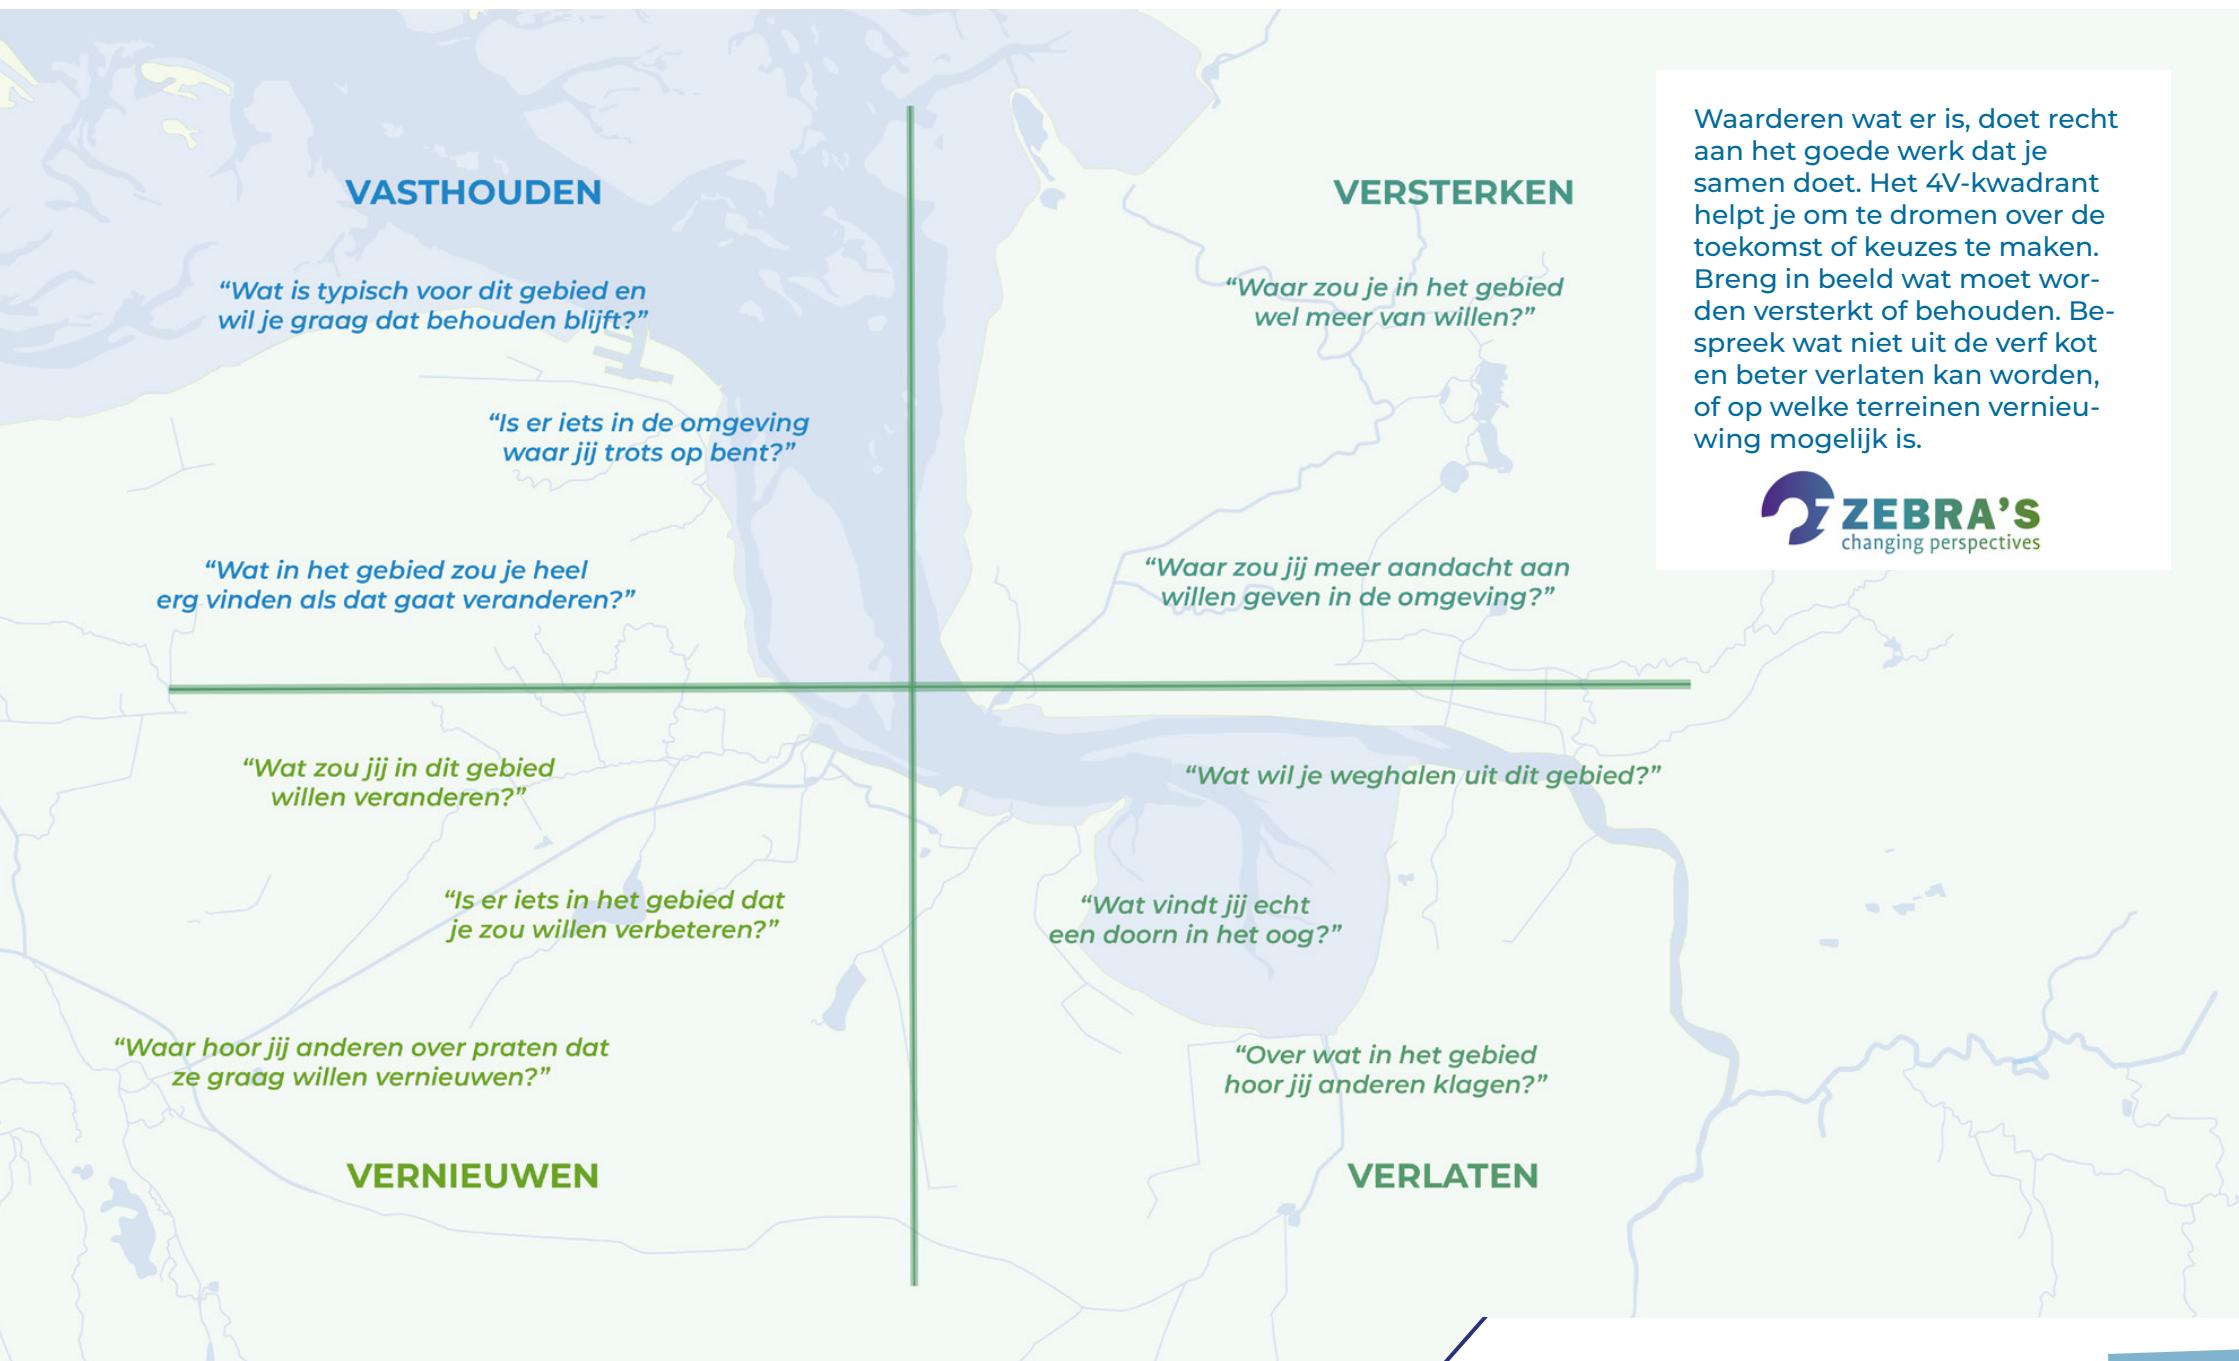 VASTHOUDEN
“Wat is typisch voor dit gebied en
wil je graag dat behouden blijft?”
“Is er iets in de omgeving
waar jij trots op bent?”
“Wat in het gebied zou je heel
erg vinden als dat gaat veranderen?”
VERSTERKEN
“Waar zou je in het gebied
wel meer van willen?”
“Waar zou jij meer aandacht aan
willen geven in de omgeving?”
Waarderen wat er is, doet recht
aan het goede werk dat je
samen doet. Het 4V-kwadrant
helpt je om te dromen over de
toekomst of keuzes te maken.
Breng in beeld wat moet wor-
den versterkt of behouden. Be-
spreek wat niet uit de verf kot
en beter verlaten kan worden,
of op welke terreinen vernieu-
wing mogelijk is.
ZEBRA'S
changing perspectives
“Wat zou jij in dit gebied
willen veranderen?”
“Is er iets in het gebied dat
je zou willen verbeteren?”
“Waar hoor jij anderen over praten dat
ze graag willen vernieuwen?”
VERNIEUWEN
“Wat wil je weghalen uit dit gebied?”
“Wat vindt jij echt
een doorn in het oog?”
“Over wat in het gebied
hoor jij anderen klagen?”
VERLATEN